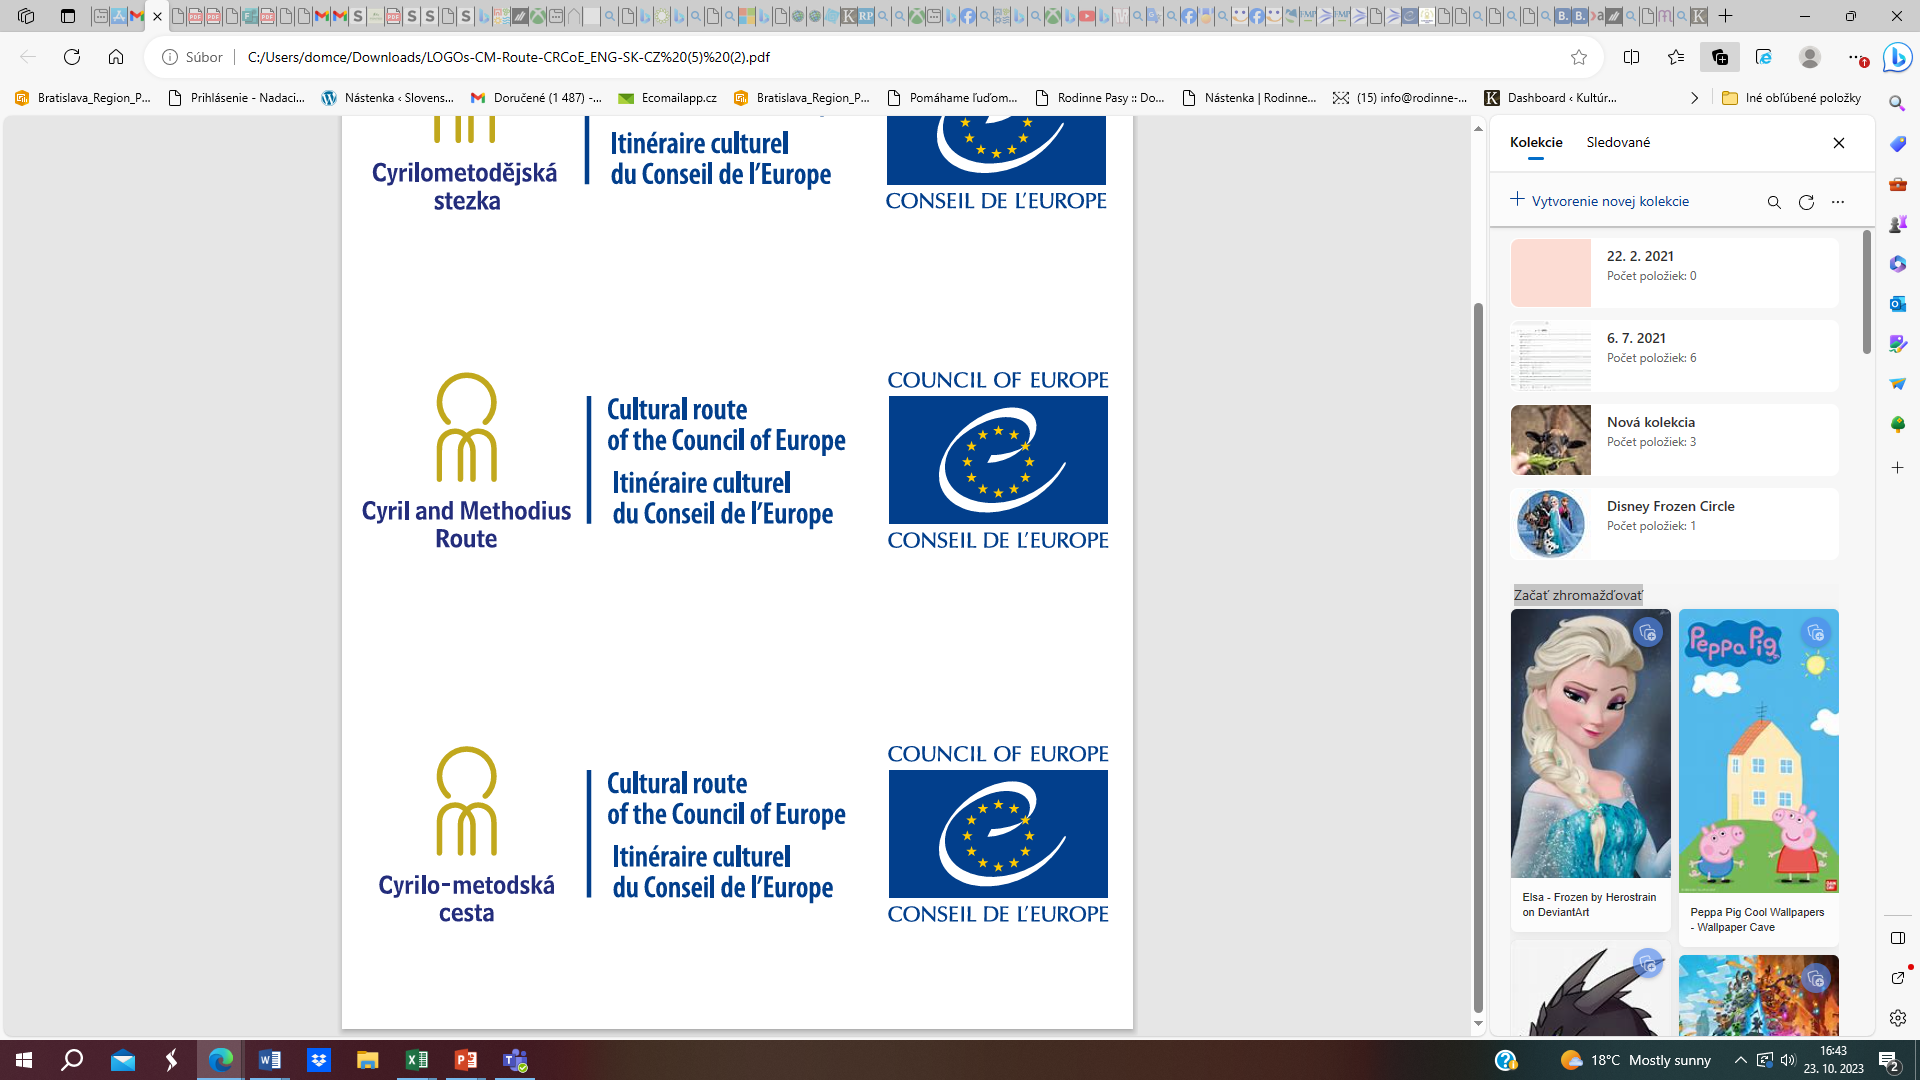 Súbor
C:/Users/domce/Downloads/LOGOs-CM-Route-CRCoE_ENG-SK-CZ%20(5)%20(2).pdf
Bratislava_Region_P...
Prihlásenie - Nadaci...
Nástenka ‹ Slovens...
Doručené (1 487) -...
Ecomailapp.cz
Bratislava_Region_P...
Pomáhame ľuďom...
Rodinne Pasy :: Do...
Nástenka | Rodinne...
(15) info@rodinne-...
Dashboard ‹ Kultúr...
Iné obľúbené položky
Cyrilometodějská
stezka
Itinéraire culturel
du Conseil de l'Europe
CONSEIL DE L'EUROPE
Cyril and Methodius
Route
Cultural route
of the Council of Europe
Itinéraire culturel
du Conseil de l'Europe
COUNCIL OF EUROPE
CONSEIL DE L'EUROPE
Cyrilo-metodská
cesta
Cultural route
of the Council of Europe
Itinéraire culturel
du Conseil de l'Europe
COUNCIL OF EUROPE
CONSEIL DE L'EUROPE
Kolekcie
Sledované
Vytvorenie novej kolekcie
22. 2. 2021
Počet položiek: 0
6. 7. 2021
Počet položiek: 6
Nová kolekcia
Počet položiek: 3
Disney Frozen Circle
Počet položiek: 1
Začať zhromažďovať
Peppa Pig
Elsa - Frozen by Herostrain
on DeviantArt
Peppa Pig Cool Wallpapers
- Wallpaper Cave
18°C Mostly sunny
16:43
23. 10. 2023
2